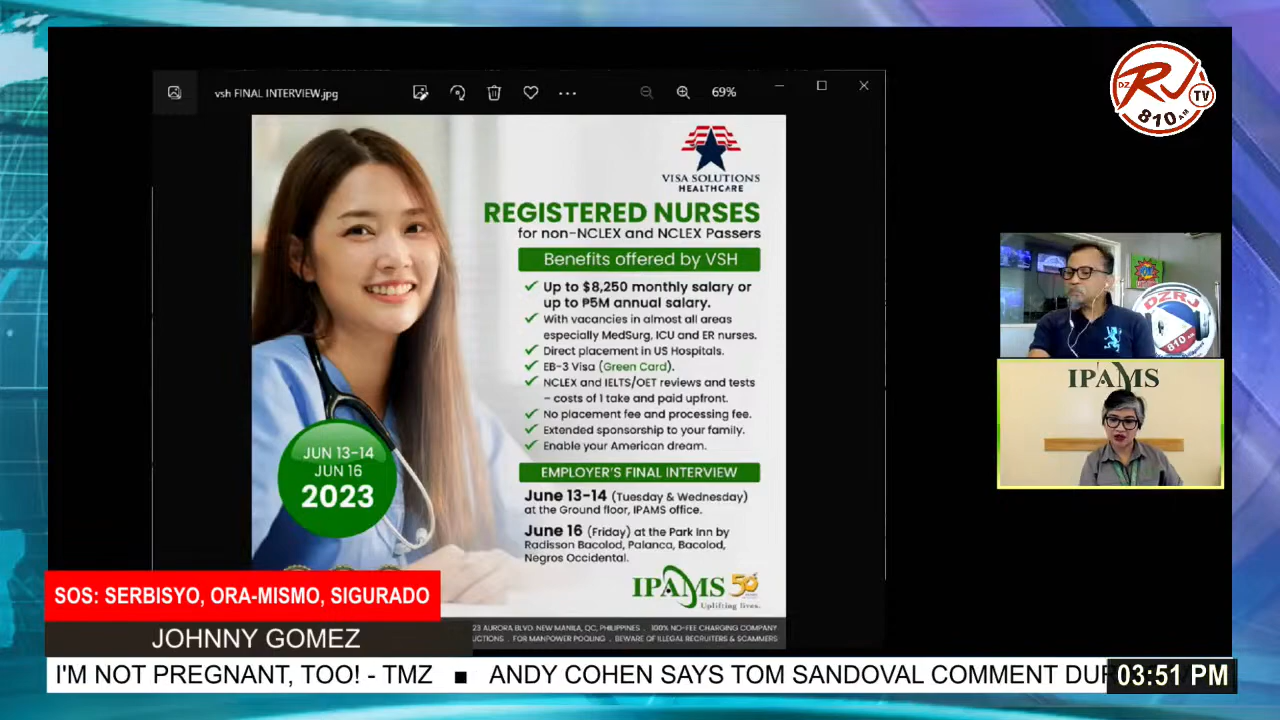 vsh FINAL INTERVIEW.jpg
69%
DZ RJ TV
810 AM
VISA SOLUTIONS
HEALTHCARE
REGISTERED NURSES
for non-NCLEX and NCLEX Passers
Benefits offered by VSH
Up to $8,250 monthly salary or
up to ₱5M annual salary.
With vacancies in almost all areas
especially MedSurg, ICU and ER nurses.
Direct placement in US Hospitals.
EB-3 Visa (Green Card).
NCLEX and IELTS/OET reviews and tests
– costs of 1 take and paid upfront.
No placement fee and processing fee.
Extended sponsorship to your family.
Enable your American dream.
JUN 13-14
JUN 16
2023
EMPLOYER'S FINAL INTERVIEW
June 13-14 (Tuesday & Wednesday)
at the Ground floor, IPAMS office.
June 16 (Friday) at the Park Inn by
Radisson Bacolod, Palanca, Bacolod,
Negros Occidental.
IPAMS 50
Uplifting lives.
23 AURORA BLVD. NEW MANILA, QC, PHILIPPINES . 100% NO-FEE CHARGING COMPANY
UCTIONS . FOR MANPOWER POOLING . BEWARE OF ILLEGAL RECRUITERS & SCAMMERS
DZRJ
810 AM
IPAMS
SOS: SERBISYO, ORA-MISMO, SIGURADO
JOHNNY GOMEZ
I'M NOT PREGNANT, TOO! - TMZ ■ ANDY COHEN SAYS TOM SANDOVAL COMMENT DUR
03:51 PM